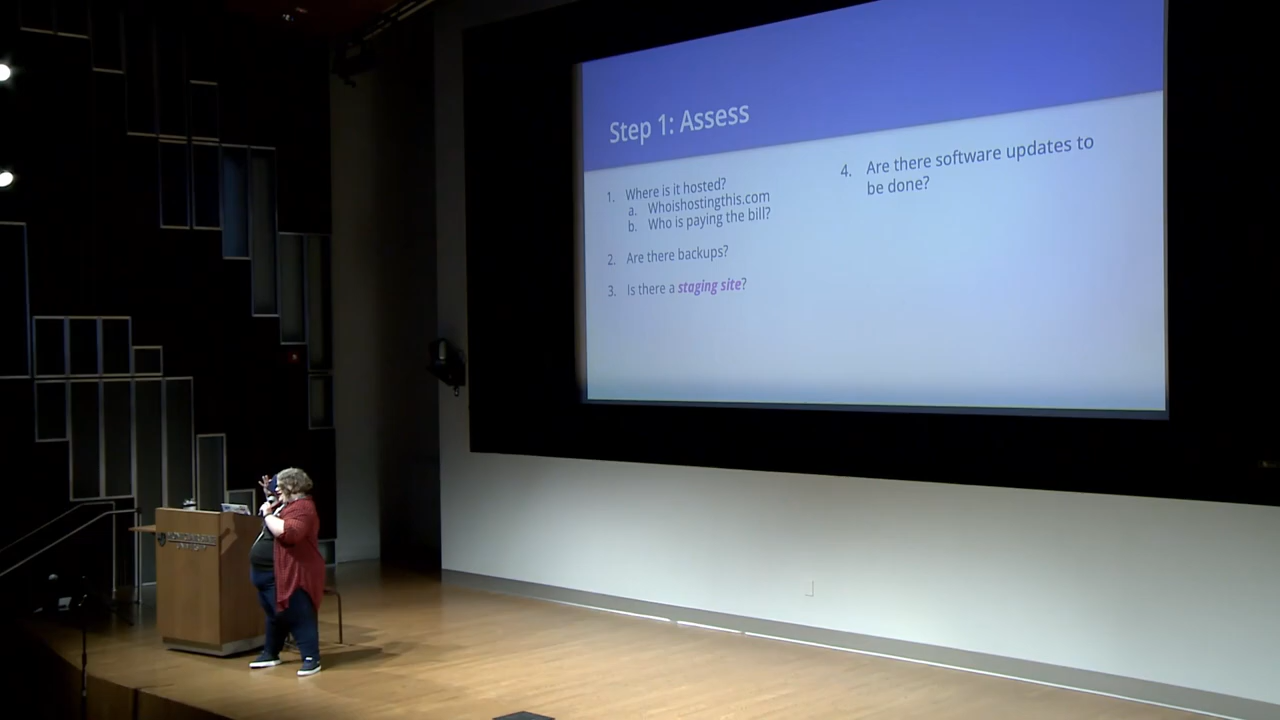 Step 1: Assess
1. Where is it hosted?
a. Whoishostingthis.com
b. Who is paying the bill?
2. Are there backups?
3. Is there a staging site?
4. Are there software updates to
be done?